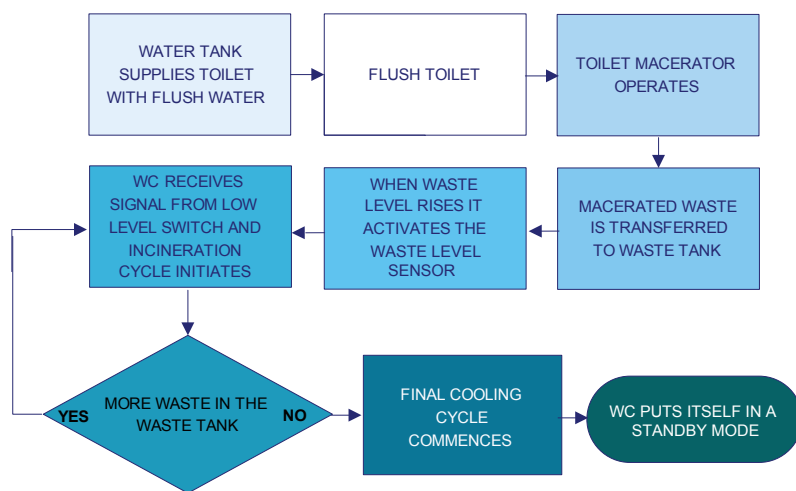 WATER TANK
SUPPLIES TOILET
WITH FLUSH WATER
FLUSH TOILET
TOILET MACERATOR
OPERATES
MACERATED WASTE
IS TRANSFERRED
TO WASTE TANK
WHEN WASTE
LEVEL RISES IT
ACTIVATES THE
WASTE LEVEL
SENSOR
WC RECEIVES
SIGNAL FROM LOW
LEVEL SWITCH AND
INCINERATION
CYCLE INITIATES
MORE WASTE IN THE
WASTE TANK
YES
NO
FINAL COOLING
CYCLE
COMMENCES
WC PUTS ITSELF IN A
STANDBY MODE